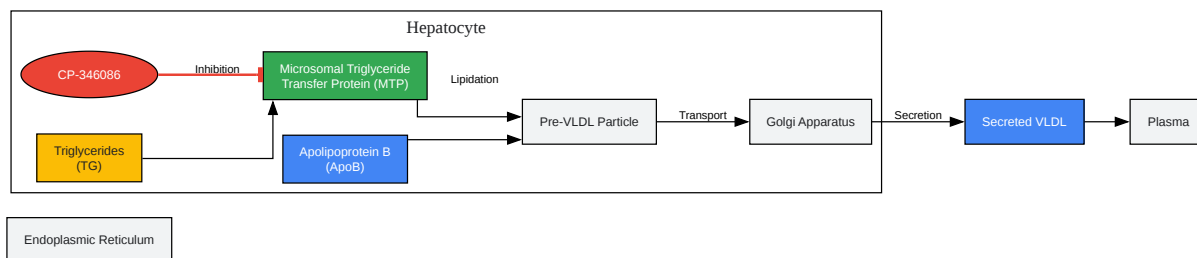 Hepatocyte
CP-346086
Inhibition
Microsomal Triglyceride
Transfer Protein (MTP)
Lipidation
Pre-VLDL Particle
Transport
Golgi Apparatus
Secretion
Secreted VLDL
Plasma
Triglycerides
(TG)
Apolipoprotein B
(ApoB)
Endoplasmic Reticulum